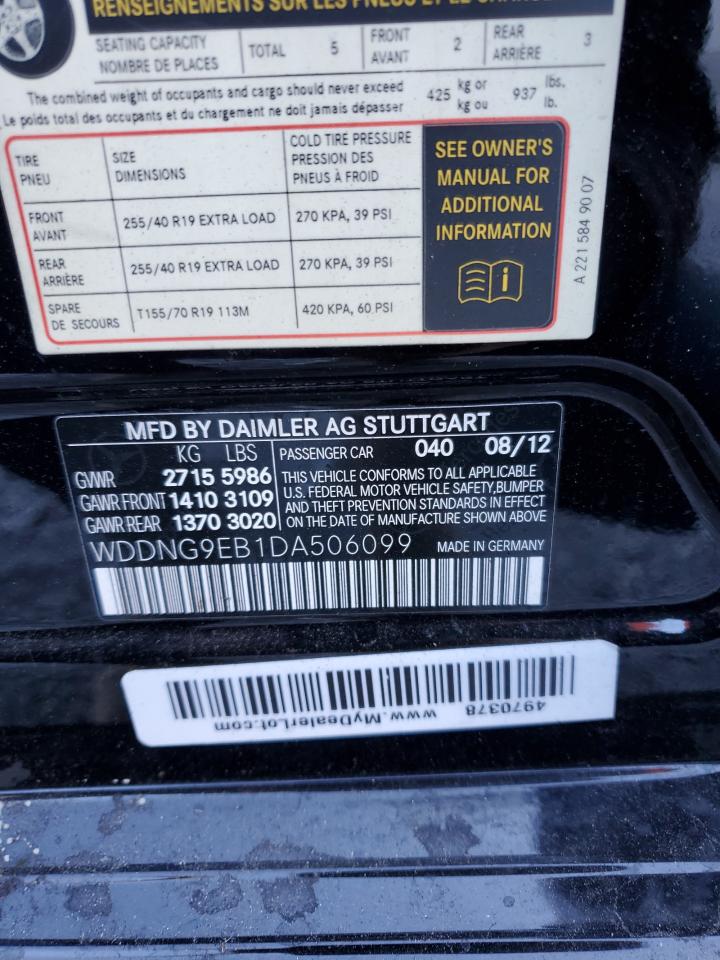 RENSEIGNEMENTS SUR LES PNEUS ET LE
SEATING CAPACITY TOTAL 5 FRONT 2 REAR 3
NOMBRE DE PLACES AVANT ARRIÈRE
The combined weight of occupants and cargo should never exceed 425 kg or 937 lbs.
Le poids total des occupants et du chargement ne doit jamais dépasser kg ou lb.
TIRE SIZE COLD TIRE PRESSURE
PNEU DIMENSIONS PRESSION DES
PNEUS À FROID
FRONT 255/40 R19 EXTRA LOAD 270 KPA, 39 PSI
AVANT
REAR 255/40 R19 EXTRA LOAD 270 KPA, 39 PSI
ARRIÈRE
SPARE T155/70 R19 113M 420 KPA, 60 PSI
DE SECOURS
SEE OWNER'S
MANUAL FOR
ADDITIONAL
INFORMATION
A 221 584 90 07
MFD BY DAIMLER AG STUTTGART
KG LBS PASSENGER CAR 040 08/12
GVWR 2715 5986 THIS VEHICLE CONFORMS TO ALL APPLICABLE
GAWR FRONT 1410 3109 U.S. FEDERAL MOTOR VEHICLE SAFETY,BUMPER
GAWR REAR 1370 3020 AND THEFT PREVENTION STANDARDS IN EFFECT
ON THE DATE OF MANUFACTURE SHOWN ABOVE
WDDNG9EB1DA506099 MADE IN GERMANY
4970378
www.MyDealerLot.com